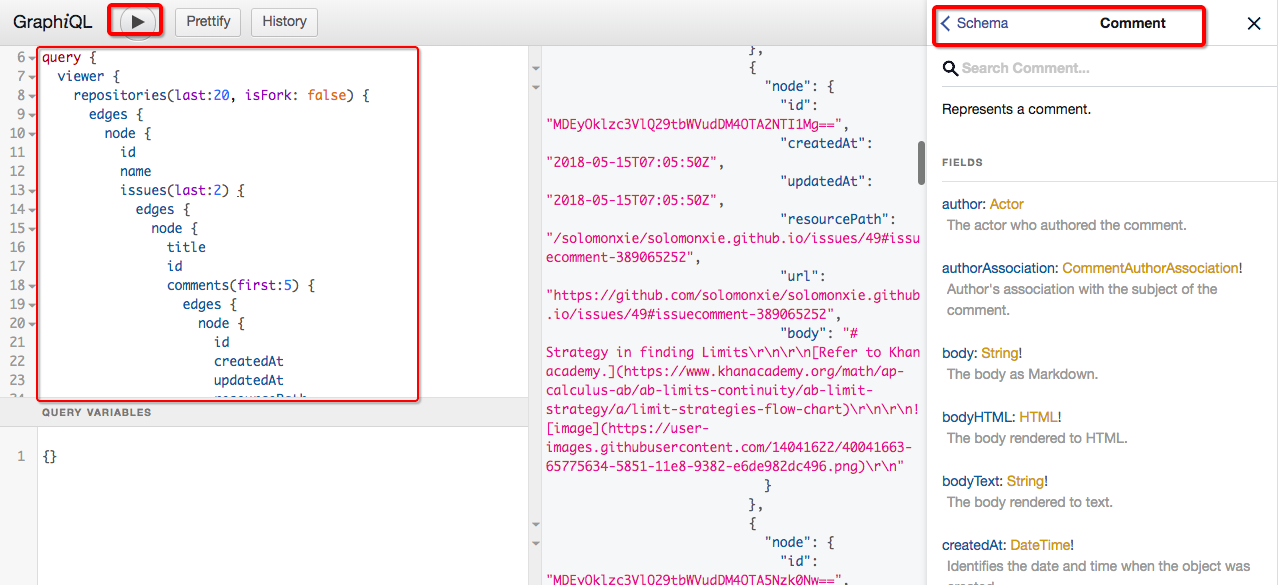 GraphiQL
Prettify
History
6 query {
7 viewer {
8 repositories(last:20, isFork: false) {
9 edges {
10 node {
11 id
12 name
13 issues(last:2) {
14 edges {
15 node {
16 title
17 id
18 comments(first:5) {
19 edges {
20 node {
21 id
22 createdAt
23 updatedAt
QUERY VARIABLES
1 {}
},
{
"node": {
"id":
"MDEyOklzc3VlQ29tbWVudDM4OTA2NTI1Mg==",
"createdAt":
"2018-05-15T07:05:50Z",
"updatedAt":
"2018-05-15T07:05:50Z",
"resourcePath":
"/solomonxie/solomonxie.github.io/issues/49#issu
ecomment-389065252",
"url":
"https://github.com/solomonxie/solomonxie.github
.io/issues/49#issuecomment-389065252",
"body": "#
Strategy in finding Limits\r\n\r\n[Refer to Khan
academy.](https://www.khanacademy.org/math/ap-
calculus-ab/ab-limits-continuity/ab-limit-
strategy/a/limit-strategies-flow-chart)\r\n\r\n!
[image](https://user-
images.githubusercontent.com/14041622/40041663-
65775634-5851-11e8-9382-e6de982dc496.png)\r\n"
}
},
{
"node": {
"id":
"MDEyOklzc3VlQ29tbWVudDM4OTA5Nzk0Nw==",
Schema
Comment
Search Comment...
Represents a comment.
FIELDS
author: Actor
The actor who authored the comment.
authorAssociation: CommentAuthorAssociation!
Author's association with the subject of the
comment.
body: String!
The body as Markdown.
bodyHTML: HTML!
The body rendered to HTML.
bodyText: String!
The body rendered to text.
createdAt: DateTime!
Identifies the date and time when the object was